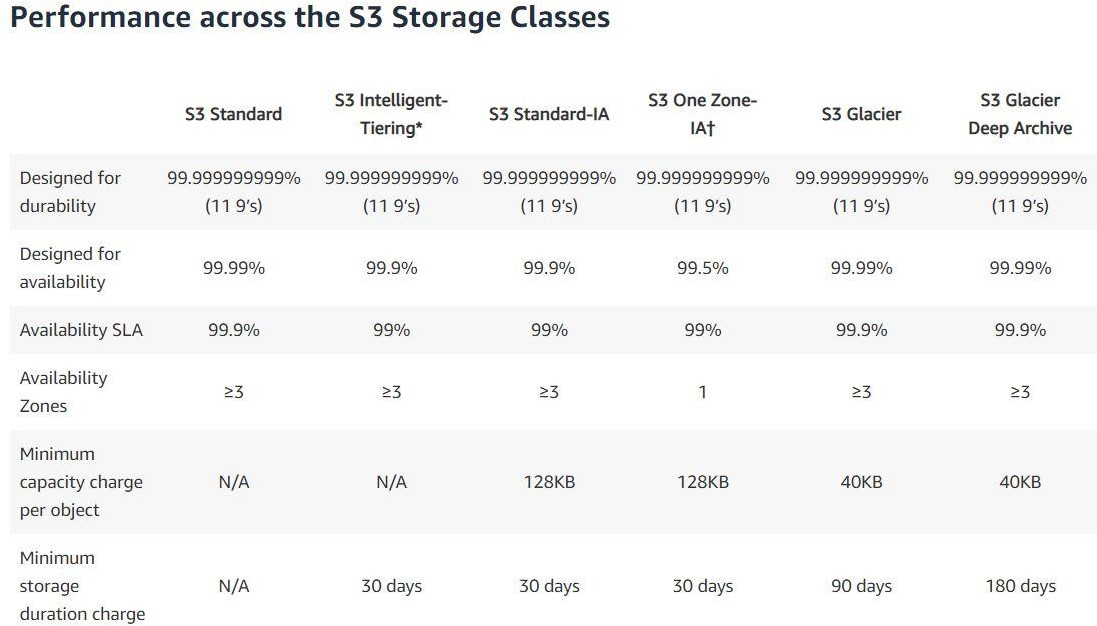 Performance across the S3 Storage Classes
S3 Standard
S3 Intelligent-
Tiering*
S3 Standard-IA
S3 One Zone-
IA†
S3 Glacier
S3 Glacier
Deep Archive
Designed for
durability
99.999999999%
(11 9’s)
99.999999999%
(11 9’s)
99.999999999%
(11 9’s)
99.999999999%
(11 9’s)
99.999999999%
(11 9’s)
99.999999999%
(11 9’s)
Designed for
availability
99.99%
99.9%
99.9%
99.5%
99.99%
99.99%
Availability SLA
99.9%
99%
99%
99%
99.9%
99.9%
Availability
Zones
≥3
≥3
≥3
1
≥3
≥3
Minimum
capacity charge
per object
N/A
N/A
128KB
128KB
40KB
40KB
Minimum
storage
duration charge
N/A
30 days
30 days
30 days
90 days
180 days